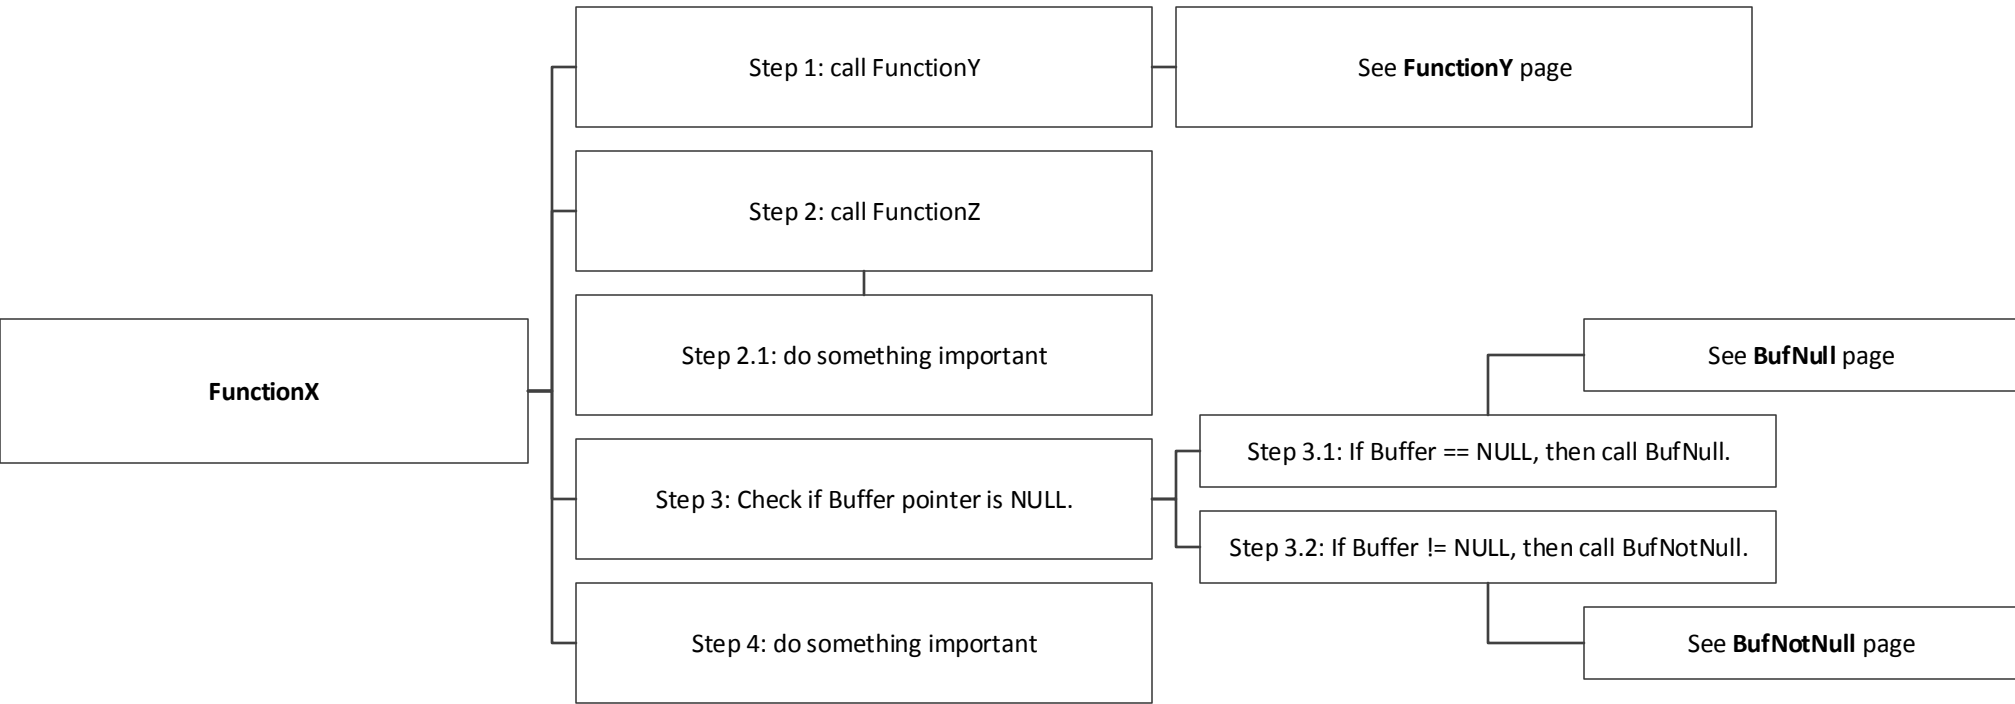 FunctionX
Step 1: call FunctionY
See FunctionY page
Step 2: call FunctionZ
Step 2.1: do something important
Step 3: Check if Buffer pointer is NULL.
Step 3.1: If Buffer == NULL, then call BufNull.
See BufNull page
Step 3.2: If Buffer != NULL, then call BufNotNull.
See BufNotNull page
Step 4: do something important